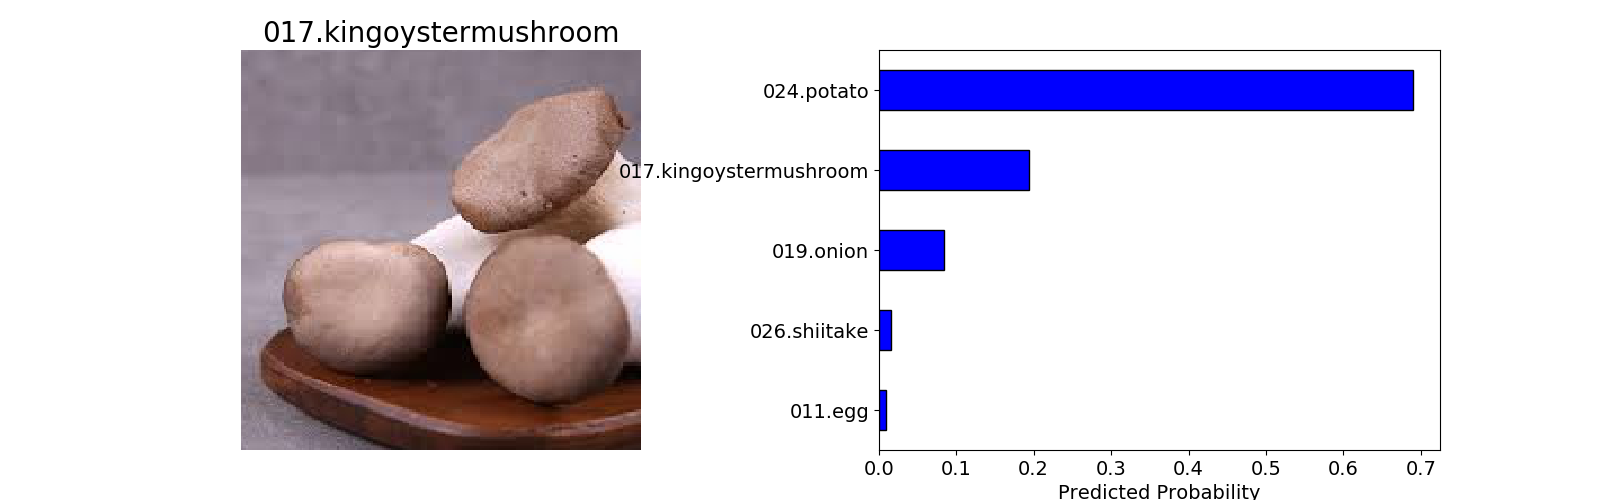 017.kingoystermushroom
024.potato
017.kingoystermushroom
019.onion
026.shiitake
011.egg
0.0 0.1 0.2 0.3 0.4 0.5 0.6 0.7
Predicted Probability